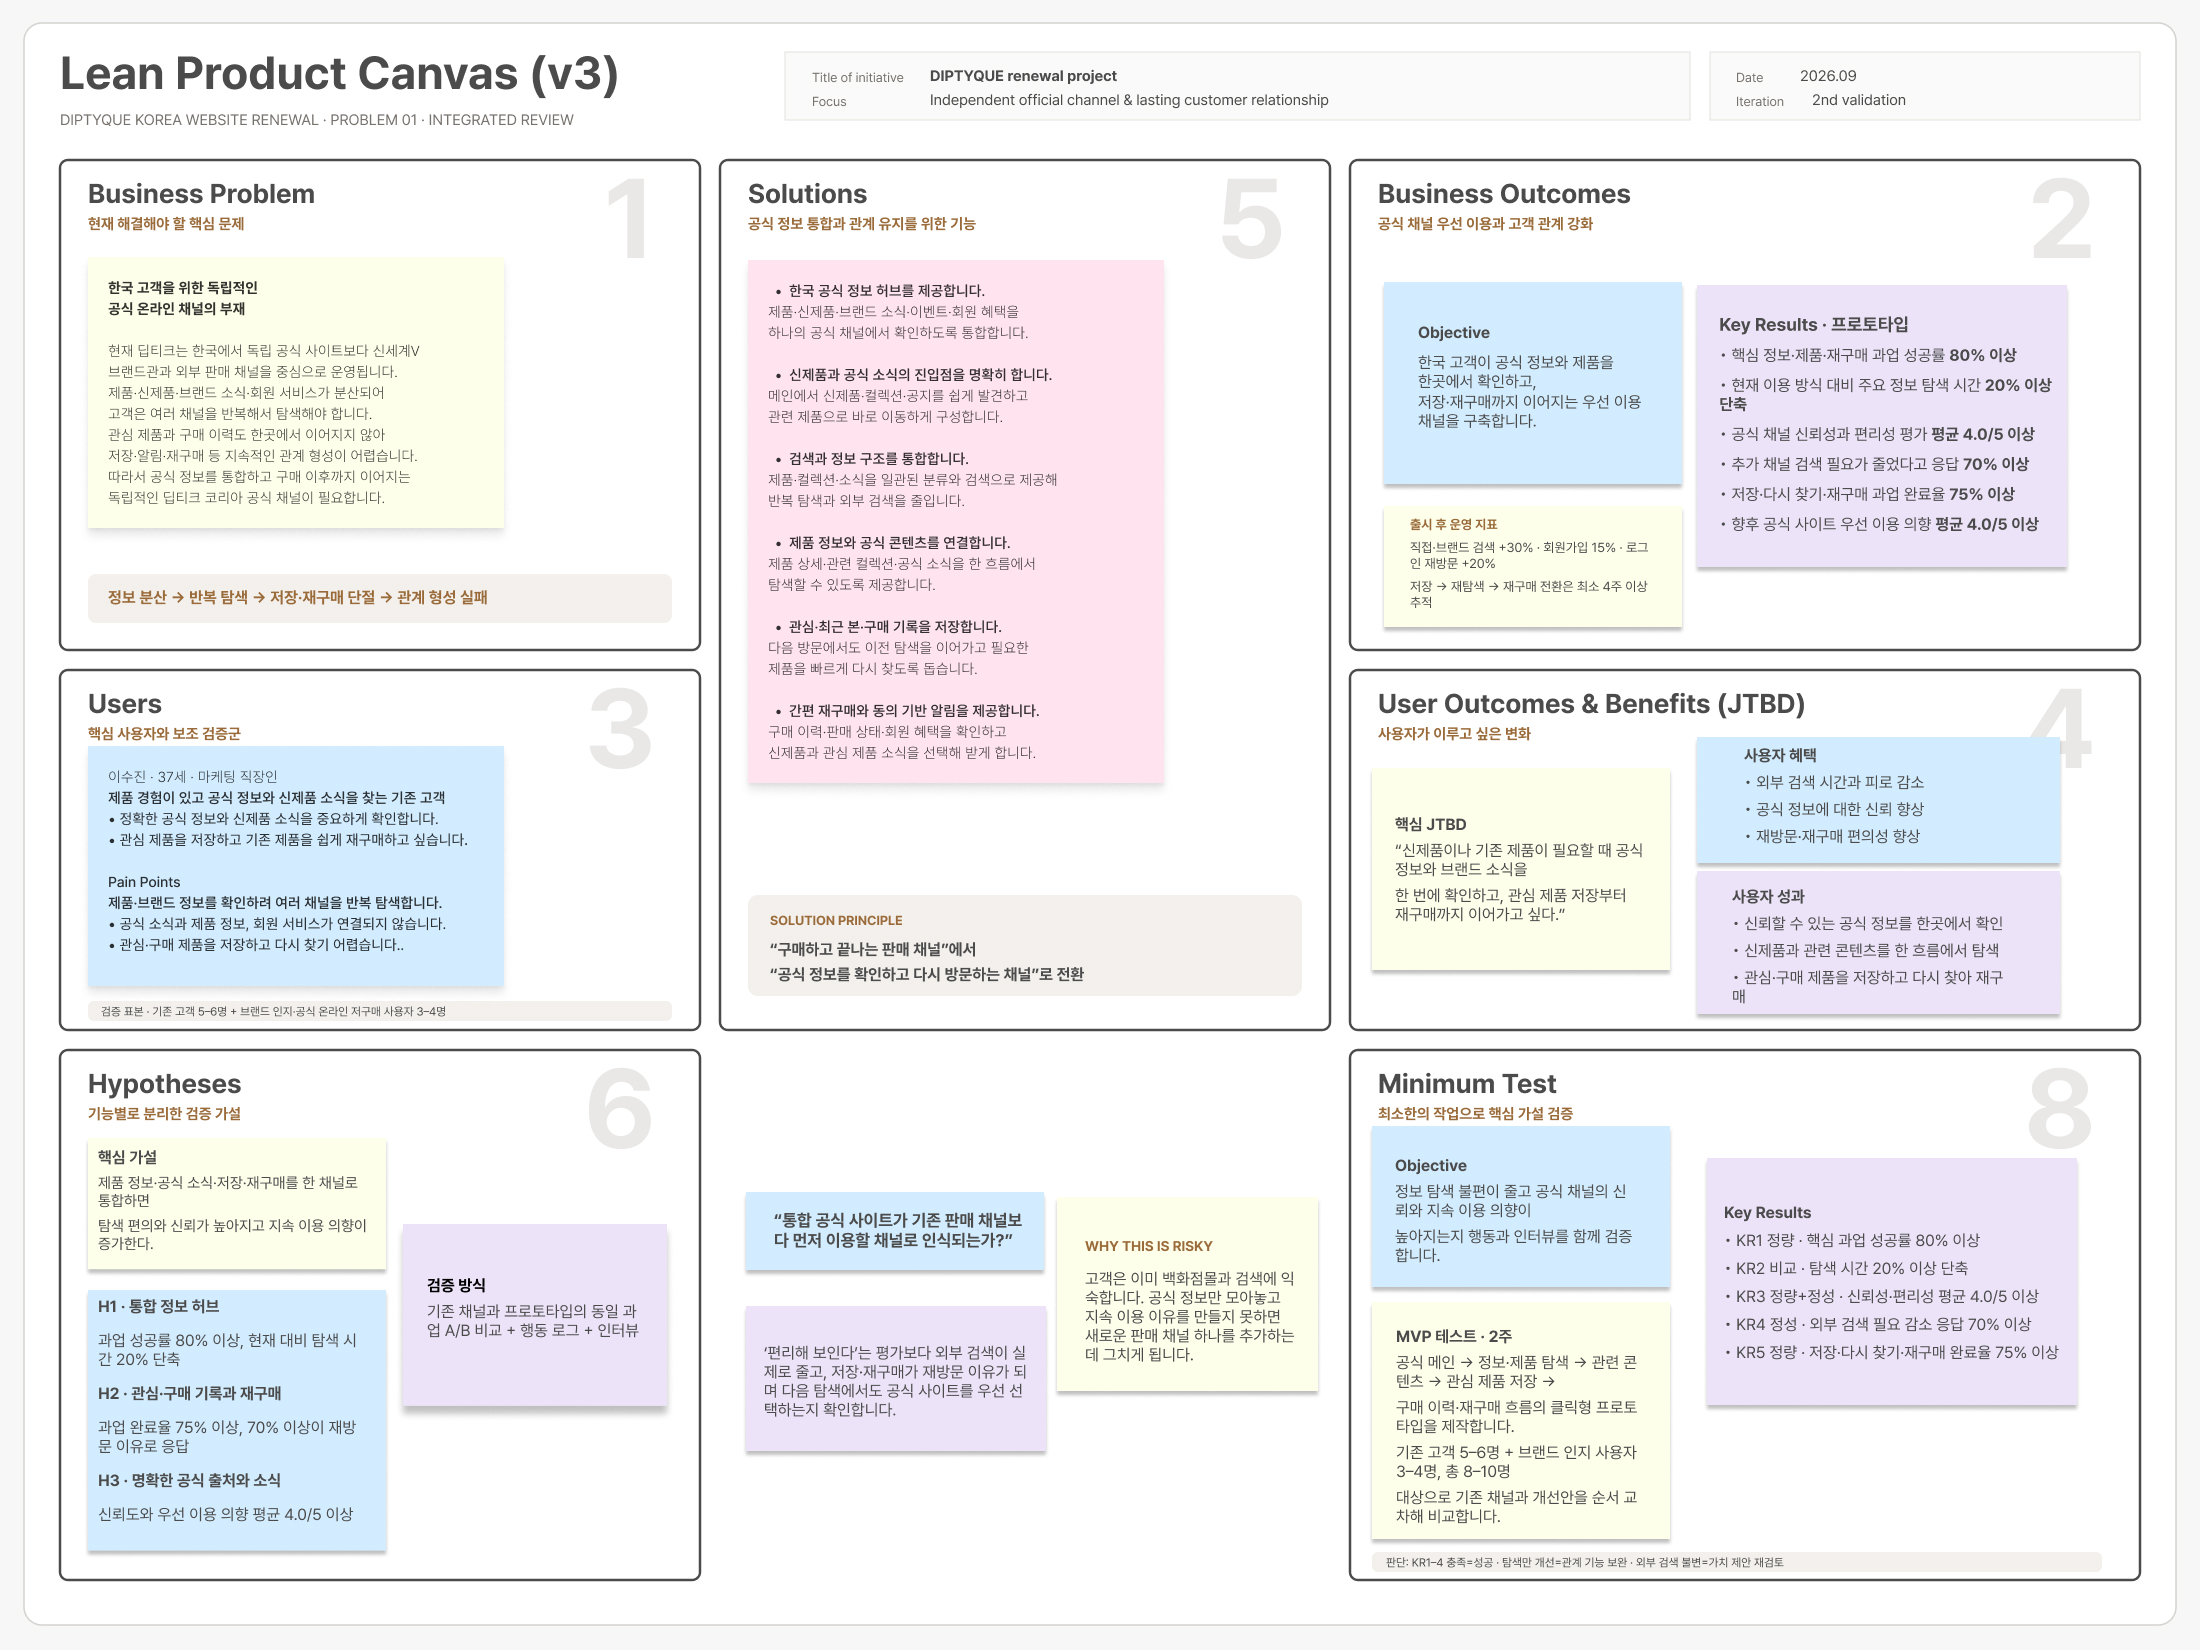 Lean Product Canvas (v3)
DIPTYQUE KOREA WEBSITE RENEWAL · PROBLEM 01 · INTEGRATED REVIEW
Title of initiative DIPTYQUE renewal project
Focus Independent official channel & lasting customer relationship
Date 2026.09
Iteration 2nd validation
Business Problem
1
현재 해결해야 할 핵심 문제
한국 고객을 위한 독립적인
공식 온라인 채널의 부재
현재 딥티크는 한국에서 독립 공식 사이트보다 신세계V
브랜드관과 외부 판매 채널을 중심으로 운영됩니다.
제품·신제품·브랜드 소식·회원 서비스가 분산되어
고객은 여러 채널을 반복해서 탐색해야 합니다.
관심 제품과 구매 이력도 한곳에서 이어지지 않아
저장·알림·재구매 등 지속적인 관계 형성이 어렵습니다.
따라서 공식 정보를 통합하고 구매 이후까지 이어지는
독립적인 딥티크 코리아 공식 채널이 필요합니다.
정보 분산 → 반복 탐색 → 저장·재구매 단절 → 관계 형성 실패
Solutions
5
공식 정보 통합과 관계 유지를 위한 기능
• 한국 공식 정보 허브를 제공합니다.
제품·신제품·브랜드 소식·이벤트·회원 혜택을
하나의 공식 채널에서 확인하도록 통합합니다.
• 신제품과 공식 소식의 진입점을 명확히 합니다.
메인에서 신제품·컬렉션·공지를 쉽게 발견하고
관련 제품으로 바로 이동하게 구성합니다.
• 검색과 정보 구조를 통합합니다.
제품·컬렉션·소식을 일관된 분류와 검색으로 제공해
반복 탐색과 외부 검색을 줄입니다.
• 제품 정보와 공식 콘텐츠를 연결합니다.
제품 상세·관련 컬렉션·공식 소식을 한 흐름에서
탐색할 수 있도록 제공합니다.
• 관심·최근 본·구매 기록을 저장합니다.
다음 방문에서도 이전 탐색을 이어가고 필요한
제품을 빠르게 다시 찾도록 돕습니다.
• 간편 재구매와 동의 기반 알림을 제공합니다.
구매 이력·판매 상태·회원 혜택을 확인하고
신제품과 관심 제품 소식을 선택해 받게 합니다.
SOLUTION PRINCIPLE
“구매하고 끝나는 판매 채널”에서
“공식 정보를 확인하고 다시 방문하는 채널”로 전환
Business Outcomes
2
공식 채널 우선 이용과 고객 관계 강화
Objective
한국 고객이 공식 정보와 제품을
한곳에서 확인하고,
저장·재구매까지 이어지는 우선 이용
채널을 구축합니다.
출시 후 운영 지표
직접·브랜드 검색 +30% · 회원가입 15% · 로그
인 재방문 +20%
저장 → 재탐색 → 재구매 전환은 최소 4주 이상
추적
Key Results · 프로토타입
• 핵심 정보·제품·재구매 과업 성공률 80% 이상
• 현재 이용 방식 대비 주요 정보 탐색 시간 20% 이상
단축
• 공식 채널 신뢰성과 편리성 평가 평균 4.0/5 이상
• 추가 채널 검색 필요가 줄었다고 응답 70% 이상
• 저장·다시 찾기·재구매 과업 완료율 75% 이상
• 향후 공식 사이트 우선 이용 의향 평균 4.0/5 이상
Users
3
핵심 사용자와 보조 검증군
이수진 · 37세 · 마케팅 직장인
제품 경험이 있고 공식 정보와 신제품 소식을 찾는 기존 고객
• 정확한 공식 정보와 신제품 소식을 중요하게 확인합니다.
• 관심 제품을 저장하고 기존 제품을 쉽게 재구매하고 싶습니다.
Pain Points
제품·브랜드 정보를 확인하려 여러 채널을 반복 탐색합니다.
• 공식 소식과 제품 정보, 회원 서비스가 연결되지 않습니다.
• 관심·구매 제품을 저장하고 다시 찾기 어렵습니다..
검증 표본 · 기존 고객 5–6명 + 브랜드 인지·공식 온라인 저구매 사용자 3–4명
User Outcomes & Benefits (JTBD)
4
사용자가 이루고 싶은 변화
핵심 JTBD
“신제품이나 기존 제품이 필요할 때 공식
정보와 브랜드 소식을
한 번에 확인하고, 관심 제품 저장부터
재구매까지 이어가고 싶다.”
사용자 혜택
• 외부 검색 시간과 피로 감소
• 공식 정보에 대한 신뢰 향상
• 재방문·재구매 편의성 향상
사용자 성과
• 신뢰할 수 있는 공식 정보를 한곳에서 확인
• 신제품과 관련 콘텐츠를 한 흐름에서 탐색
• 관심·구매 제품을 저장하고 다시 찾아 재구
매
Hypotheses
6
기능별로 분리한 검증 가설
핵심 가설
제품 정보·공식 소식·저장·재구매를 한 채널로
통합하면
탐색 편의와 신뢰가 높아지고 지속 이용 의향이
증가한다.
H1 · 통합 정보 허브
과업 성공률 80% 이상, 현재 대비 탐색 시
간 20% 단축
H2 · 관심·구매 기록과 재구매
과업 완료율 75% 이상, 70% 이상이 재방
문 이유로 응답
H3 · 명확한 공식 출처와 소식
신뢰도와 우선 이용 의향 평균 4.0/5 이상
검증 방식
기존 채널과 프로토타입의 동일 과
업 A/B 비교 + 행동 로그 + 인터뷰
“통합 공식 사이트가 기존 판매 채널보
다 먼저 이용할 채널로 인식되는가?”
‘편리해 보인다’는 평가보다 외부 검색이 실
제로 줄고, 저장·재구매가 재방문 이유가 되
며 다음 탐색에서도 공식 사이트를 우선 선
택하는지 확인합니다.
WHY THIS IS RISKY
고객은 이미 백화점몰과 검색에 익
숙합니다. 공식 정보만 모아놓고
지속 이용 이유를 만들지 못하면
새로운 판매 채널 하나를 추가하는
데 그치게 됩니다.
Minimum Test
8
최소한의 작업으로 핵심 가설 검증
Objective
정보 탐색 불편이 줄고 공식 채널의 신
뢰와 지속 이용 의향이
높아지는지 행동과 인터뷰를 함께 검증
합니다.
MVP 테스트 · 2주
공식 메인 → 정보·제품 탐색 → 관련 콘
텐츠 → 관심 제품 저장 →
구매 이력·재구매 흐름의 클릭형 프로토
타입을 제작합니다.
기존 고객 5–6명 + 브랜드 인지 사용자
3–4명, 총 8–10명
대상으로 기존 채널과 개선안을 순서 교
차해 비교합니다.
Key Results
• KR1 정량 · 핵심 과업 성공률 80% 이상
• KR2 비교 · 탐색 시간 20% 이상 단축
• KR3 정량+정성 · 신뢰성·편리성 평균 4.0/5 이상
• KR4 정성 · 외부 검색 필요 감소 응답 70% 이상
• KR5 정량 · 저장·다시 찾기·재구매 완료율 75% 이상
판단: KR1–4 충족=성공 · 탐색만 개선=관계 기능 보완 · 외부 검색 불변=가치 제안 재검토